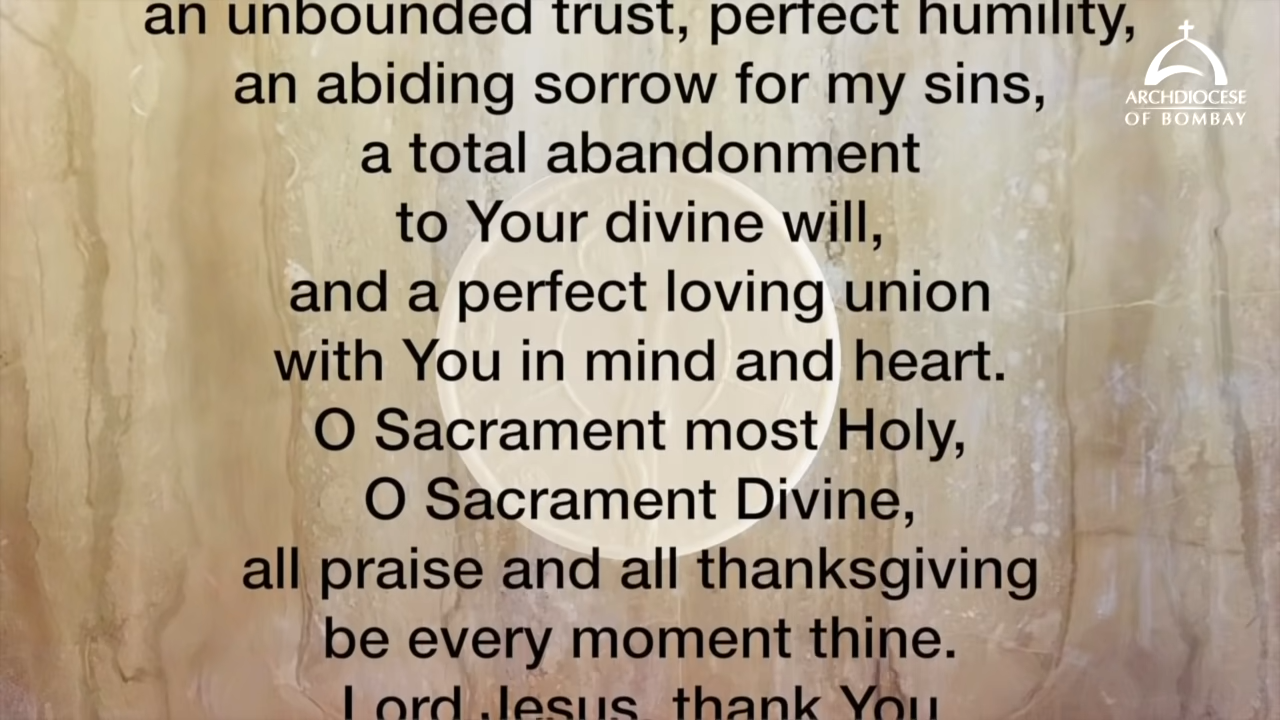 an unbounded trust, perfect humility,
an abiding sorrow for my sins,
a total abandonment
to Your divine will,
and a perfect loving union
with You in mind and heart.
O Sacrament most Holy,
O Sacrament Divine,
all praise and all thanksgiving
be every moment thine.
Lord Jesus, thank You
ARCHDIOCESE
OF BOMBAY